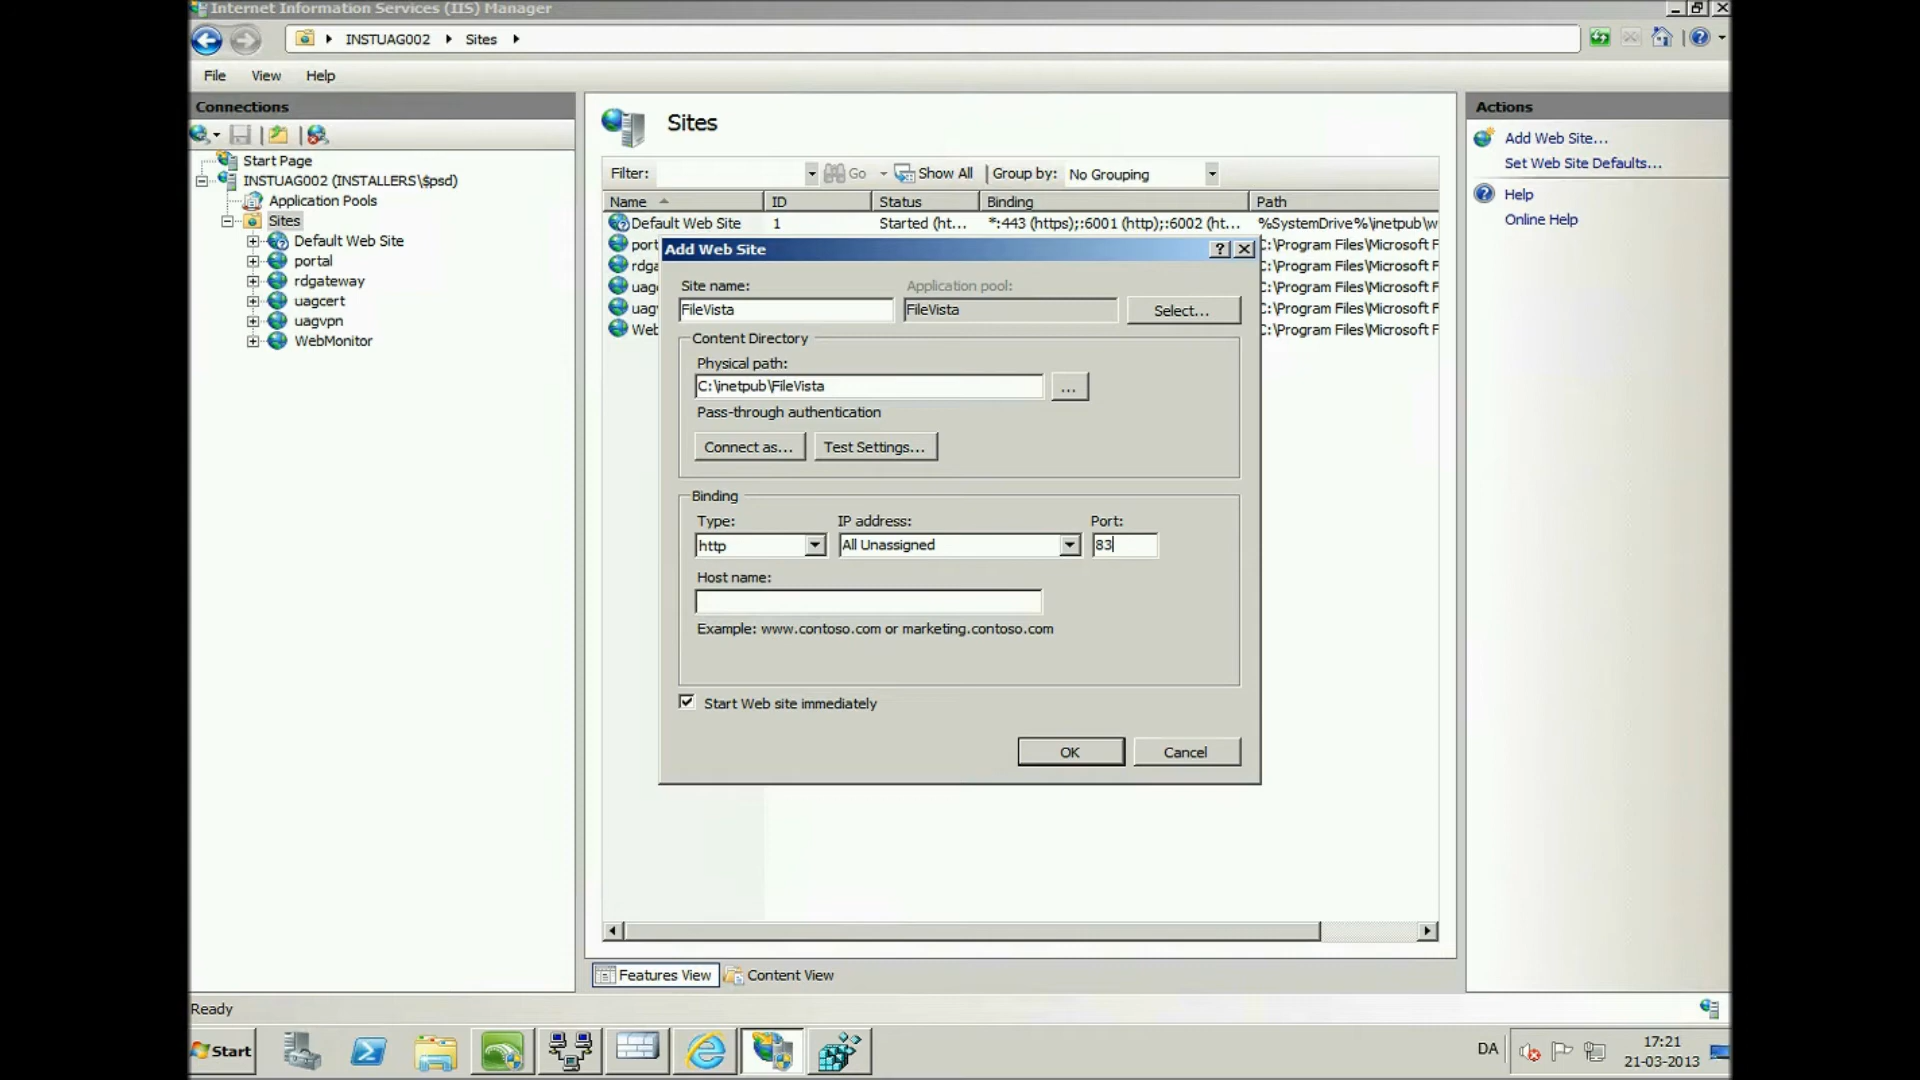 Internet Information Services (IIS) Manager
INSTUAG002 Sites
File View Help
Connections
Start Page
INSTUAG002 (INSTALLERS\$psd)
Application Pools
Sites
Default Web Site
portal
rdgateway
uagcert
uagvpn
WebMonitor
Sites
Filter: Go Show All Group by: No Grouping
Name ID Status Binding Path
Default Web Site 1 Started (ht... *:443 (https);:6001 (http);:6002 (ht... %SystemDrive%\inetpub\w
port C:\Program Files\Microsoft F
rdga C:\Program Files\Microsoft F
uag C:\Program Files\Microsoft F
uag C:\Program Files\Microsoft F
Web C:\Program Files\Microsoft F
Add Web Site
Site name: Application pool:
FileVista FileVista Select...
Content Directory
Physical path:
C:\inetpub\FileVista ...
Pass-through authentication
Connect as... Test Settings...
Binding
Type: IP address: Port:
http All Unassigned 83
Host name:
Example: www.contoso.com or marketing.contoso.com
Start Web site immediately
OK Cancel
Features View Content View
Actions
Add Web Site...
Set Web Site Defaults...
Help
Online Help
Ready
Start DA 17:21
21-03-2013